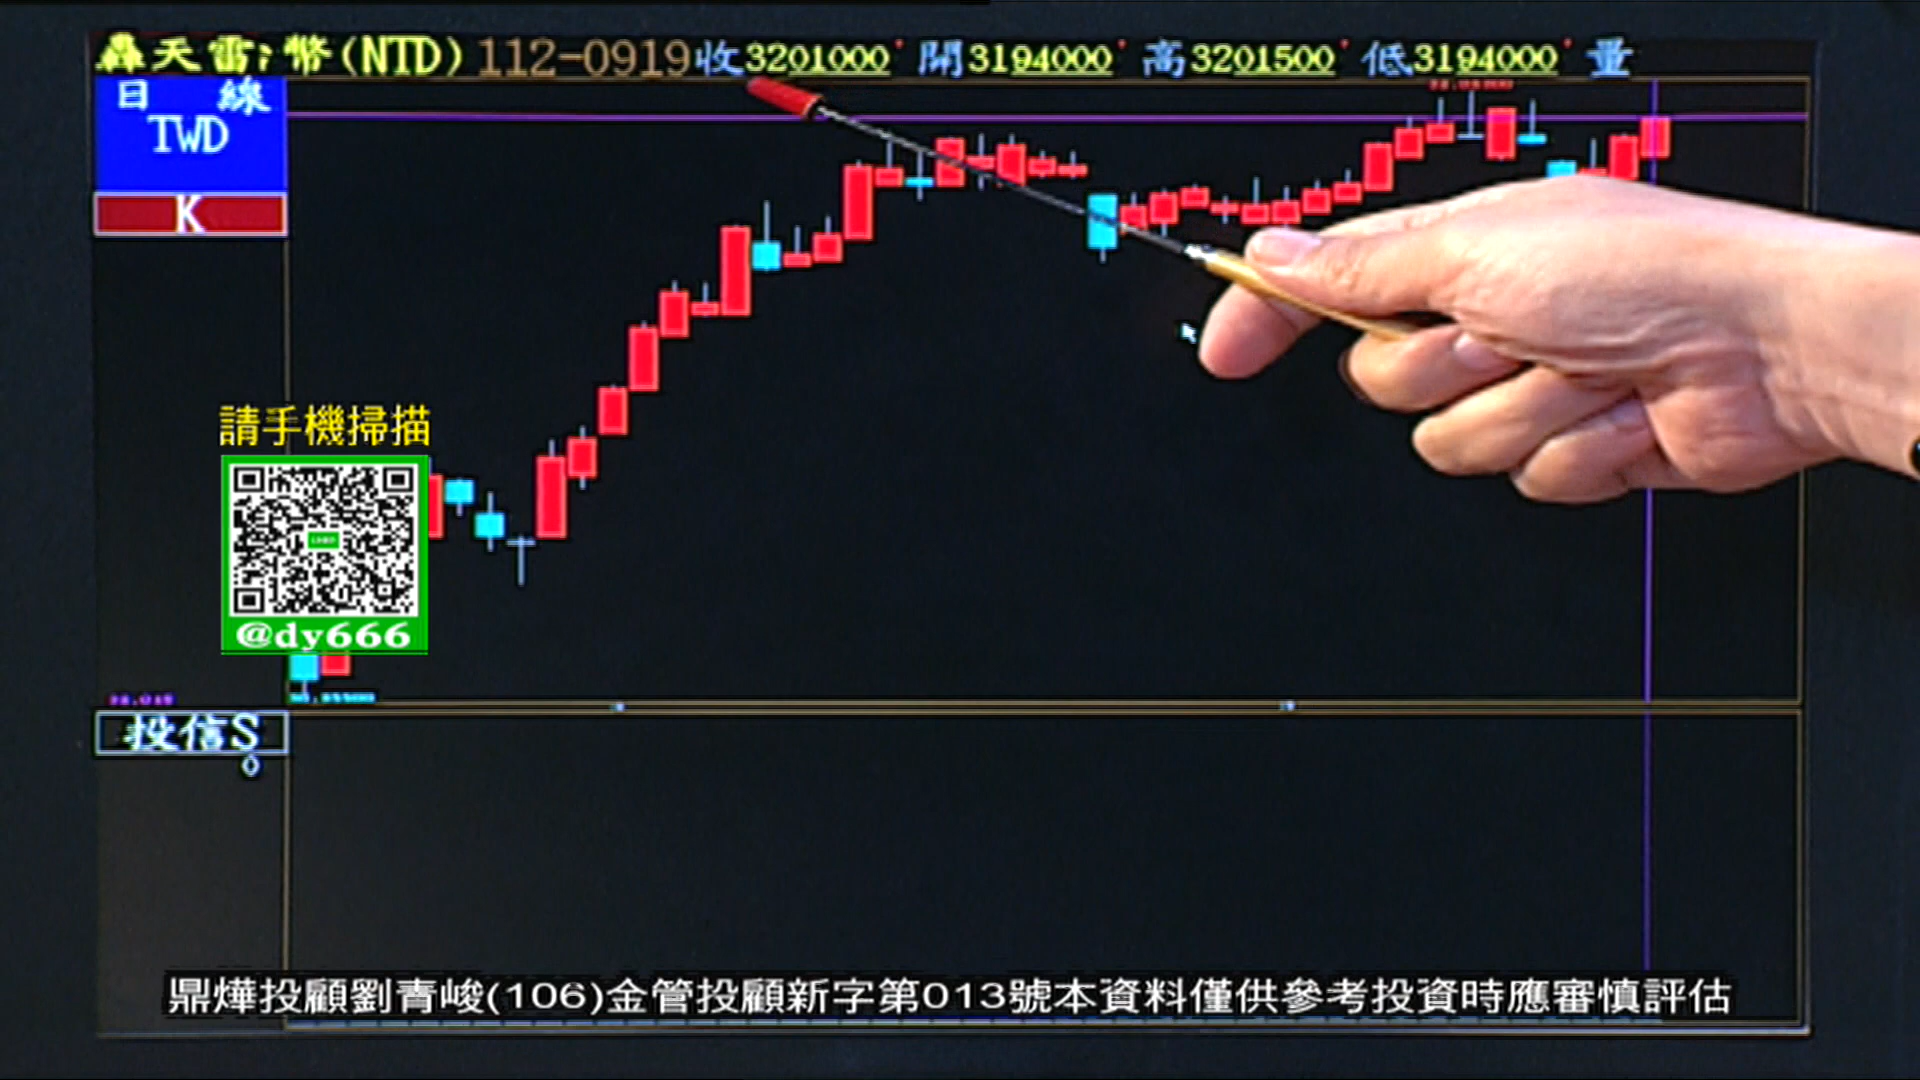 轟天雷:幣(NTD)112-0919收3201000 開3194000 高3201500 低3194000 量
日 線
TWD
K
請手機掃描
@dy666
投信S
0
鼎燁投顧劉青峻(106)金管投顧新字第013號本資料僅供參考投資時應審慎評估